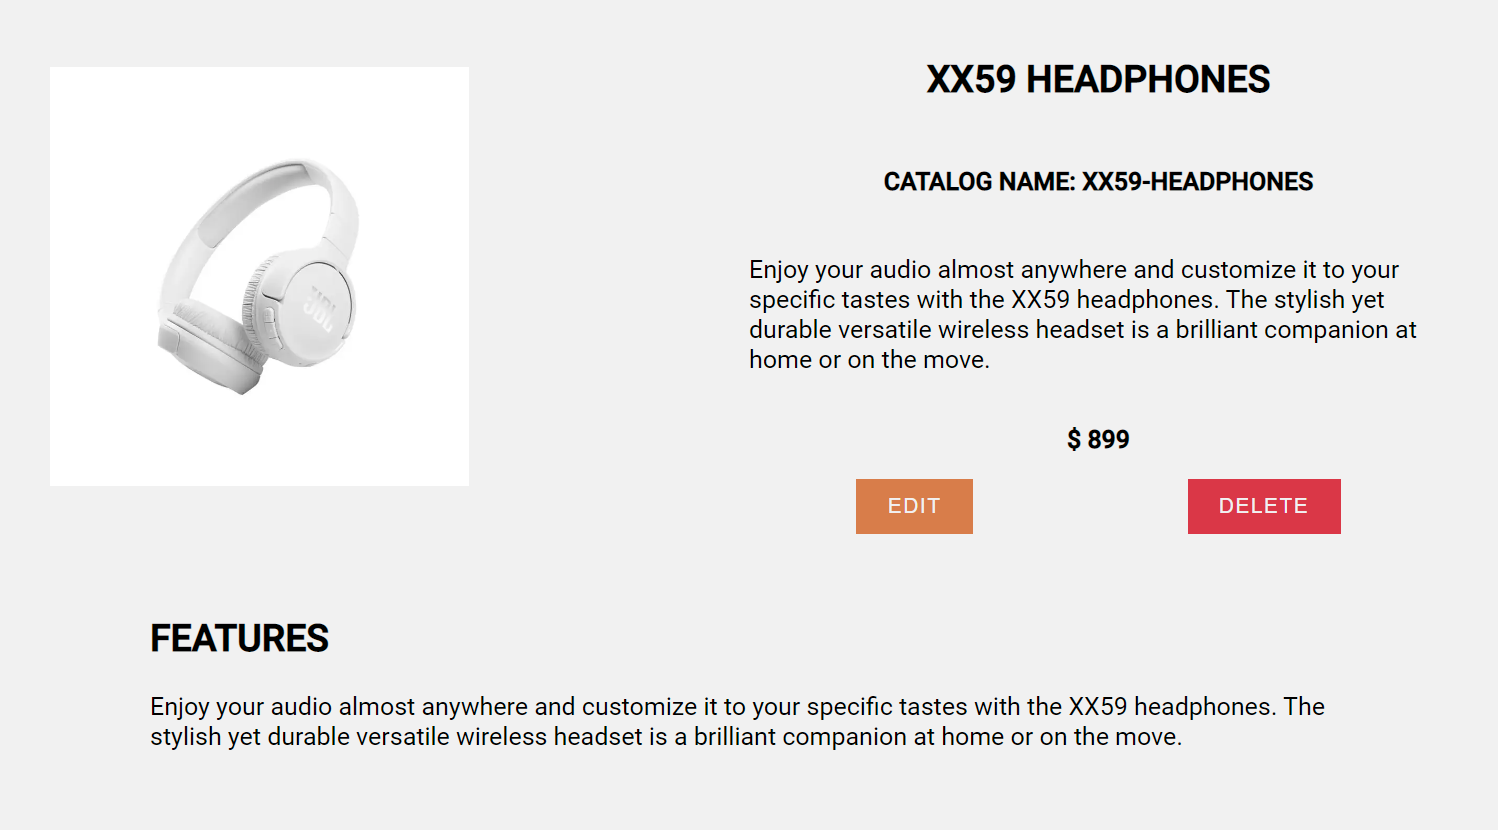 XX59 HEADPHONES
CATALOG NAME: XX59-HEADPHONES
Enjoy your audio almost anywhere and customize it to your
specific tastes with the XX59 headphones. The stylish yet
durable versatile wireless headset is a brilliant companion at
home or on the move.
$ 899
EDIT
DELETE
JBL
FEATURES
Enjoy your audio almost anywhere and customize it to your specific tastes with the XX59 headphones. The
stylish yet durable versatile wireless headset is a brilliant companion at home or on the move.